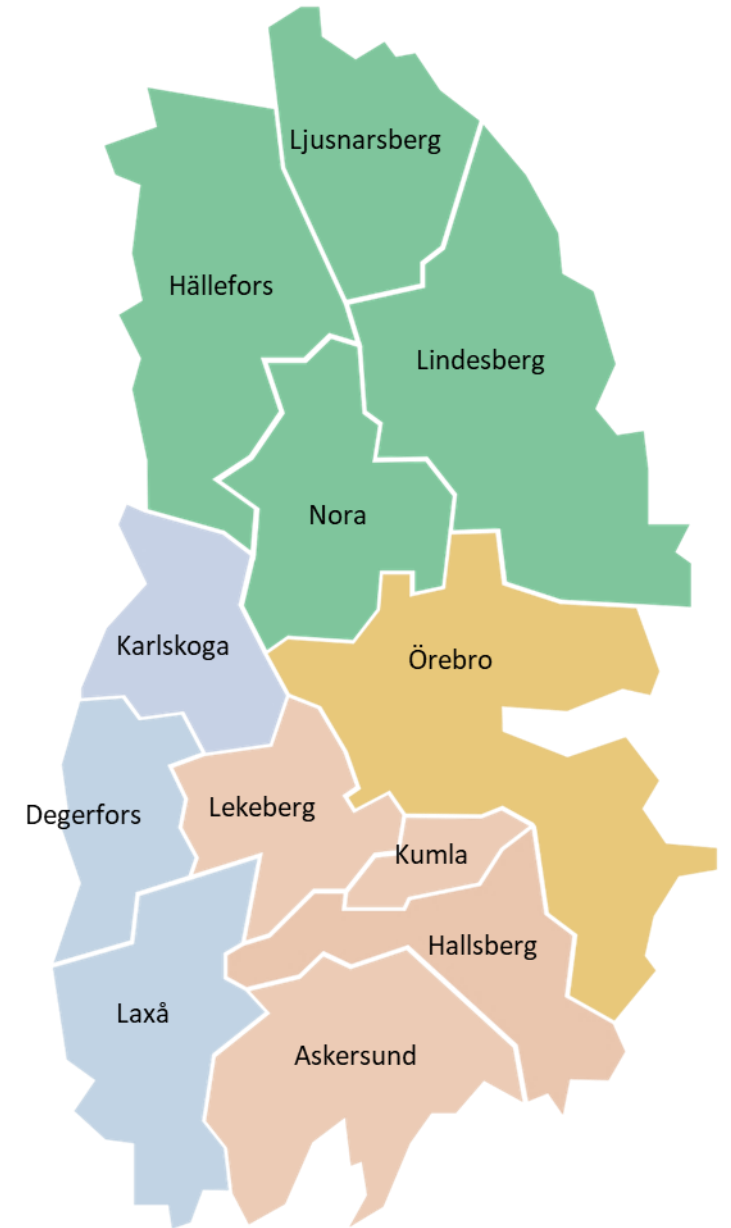 Ljusnarsberg
Hällefors
Lindesberg
Nora
Karlskoga
Örebro
Lekeberg
Degerfors
Kumla
Hallsberg
Laxå
Askersund